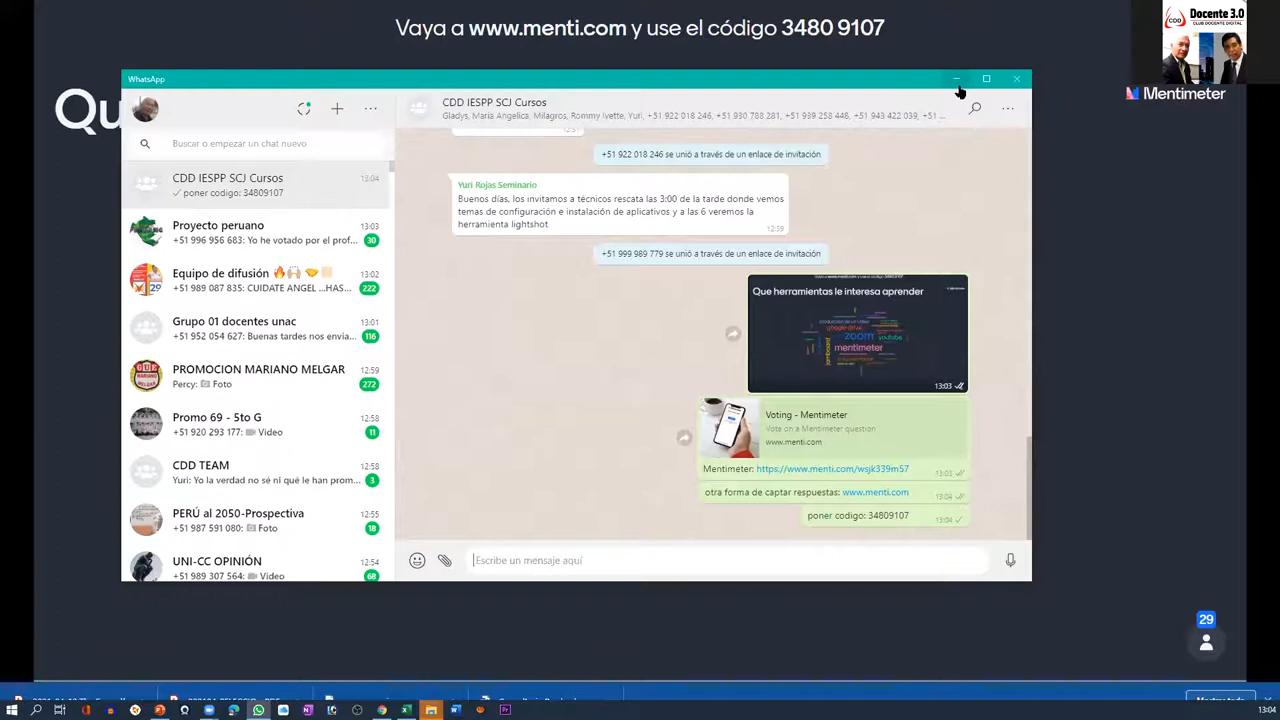 Vaya a www.menti.com y use el código 3480 9107
Docente 3.0
CLUB DOCENTE DIGITAL
CDD
Mentimeter
Qu
WhatsApp
Buscar o empezar un chat nuevo
CDD IESPP SCJ Cursos
13:04
✓ poner codigo: 34809107
Proyecto peruano
13:03
+51 996 956 683: Yo he votado por el prof...
30
Equipo de difusión
13:02
+51 989 087 835: CUIDATE ANGEL ...HAS...
222
Grupo 01 docentes unac
13:01
+51 952 054 627: Buenas tardes nos envia...
116
PROMOCION MARIANO MELGAR
12:59
Percy: Foto
272
Promo 69 - 5to G
12:58
+51 920 293 177: Video
11
CDD TEAM
12:58
Yuri: Yo la verdad no sé ni qué le han prom...
3
PERÚ al 2050-Prospectiva
12:55
+51 987 591 080: Foto
18
UNI-CC OPINIÓN
12:54
+51 989 307 564: Video
68
CDD IESPP SCJ Cursos
Gladys, María Angelica, Milagros, Rommy Ivette, Yuri, +51 922 018 246, +51 930 788 281, +51 939 258 448, +51 943 422 039, +51 ...
+51 922 018 246 se unió a través de un enlace de invitación
Yuri Rojas Seminario
Buenos días, los invitamos a técnicos rescata las 3:00 de la tarde donde vemos
temas de configuración e instalación de aplicativos y a las 6 veremos la
herramienta lightshot
12:59
+51 999 989 779 se unió a través de un enlace de invitación
Que herramientas le interesa aprender
google drive
zoom
youtube
mentimeter
jamboard
13:03
Voting - Mentimeter
Vote on a Mentimeter question
www.menti.com
Mentimeter: https://www.menti.com/wsjk339m57
13:03
otra forma de captar respuestas: www.menti.com
13:04
poner codigo: 34809107
13:04
Escribe un mensaje aquí
29
Mostrar todo
13:04